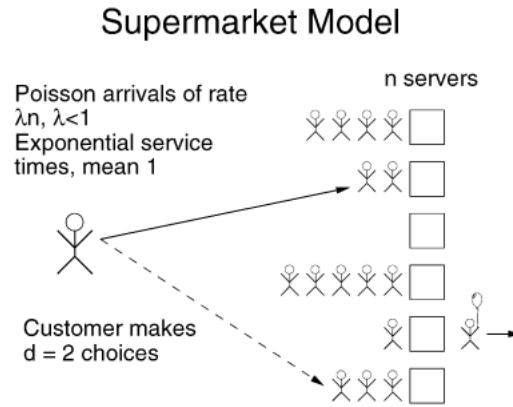 Supermarket Model
Poisson arrivals of rate
λn, λ<1
Exponential service
times, mean 1
n servers
Customer makes
d = 2 choices